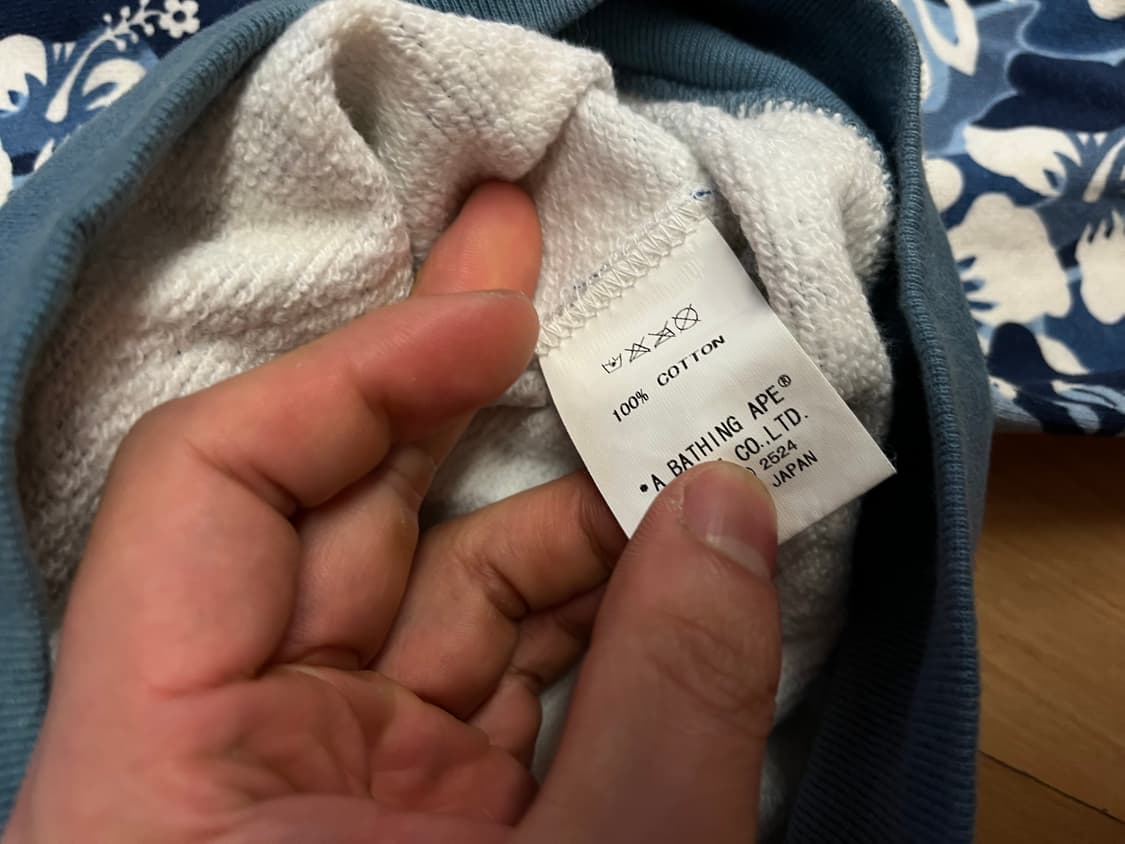 100% COTTON
•A BATHING APE®
CO.,LTD.
2524
JAPAN